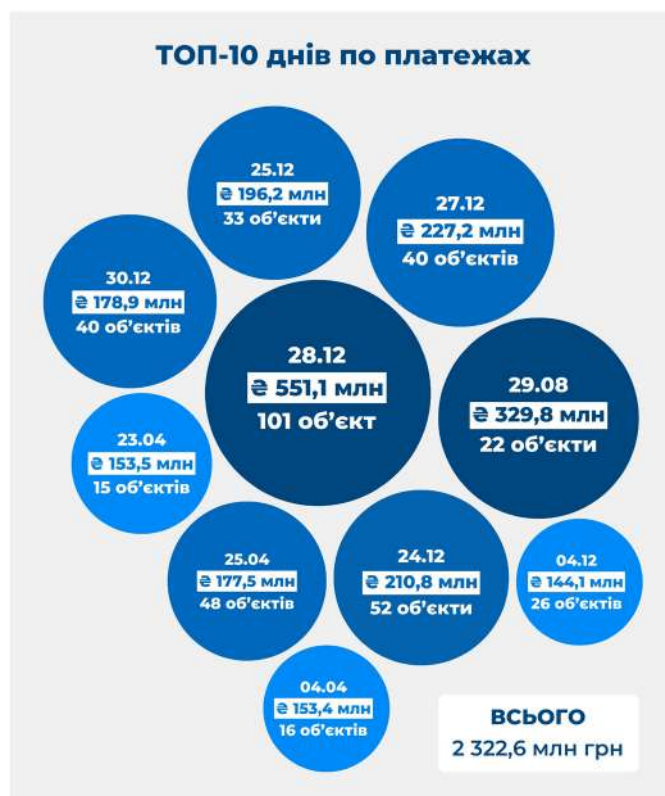 ТОП-10 днів по платежах
25.12
₴ 196,2 млн
33 об'єкти
27.12
₴ 227,2 млн
40 об'єктів
30.12
₴ 178,9 млн
40 об'єктів
28.12
₴ 551,1 млн
101 об'єкт
29.08
₴ 329,8 млн
22 об'єкти
23.04
₴ 153,5 млн
15 об'єктів
25.04
₴ 177,5 млн
48 об'єктів
24.12
₴ 210,8 млн
52 об'єкти
04.12
₴ 144,1 млн
26 об'єктів
04.04
₴ 153,4 млн
16 об'єктів
ВСЬОГО
2 322,6 млн грн